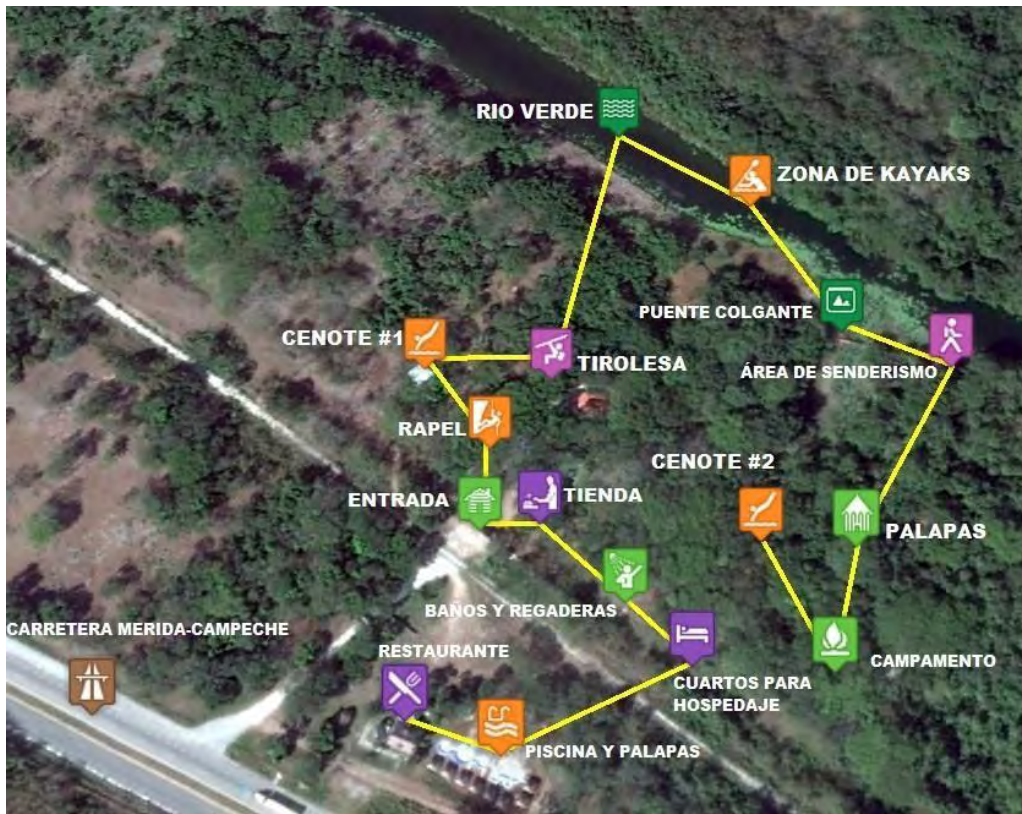 RIO VERDE
ZONA DE KAYAKS
PUENTE COLGANTE
CENOTE #1
TIROLESA
ÁREA DE SENDERISMO
RAPEL
CENOTE #2
ENTRADA
TIENDA
PALAPAS
BAÑOS Y REGADERAS
CARRETERA MERIDA-CAMPECHE
RESTAURANTE
CAMPAMENTO
CUARTOS PARA
HOSPEDAJE
PISCINA Y PALAPAS